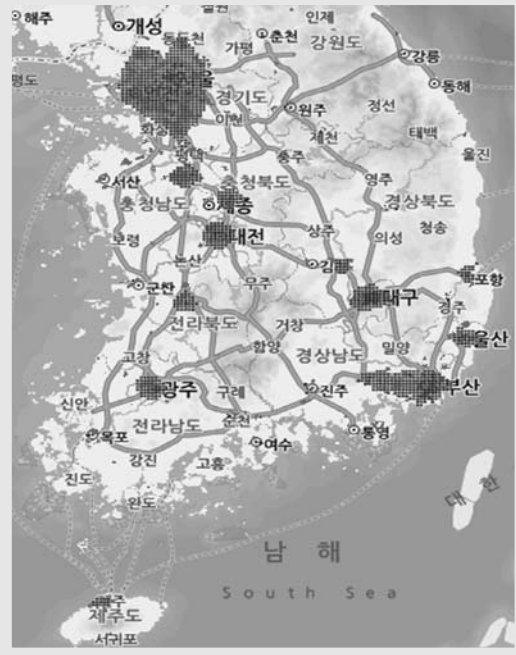 해주
개성
인제
춘천
가평
강원도
강릉
동해
경기도
원주
정선
이천
제천
태백
화성
울진
평택
충주
서산
충청북도
영주
충청남도
세종
경상북도
보령
대전
상주
청송
의성
논산
군산
무주
포항
대구
경주
전라북도
거창
울산
고창
함양
경상남도
밀양
광주
구례
진주
부산
신안
전라남도
순천
목포
여수
통영
강진
고흥
진도
완도
대한
남해
South Sea
제주도
서귀포